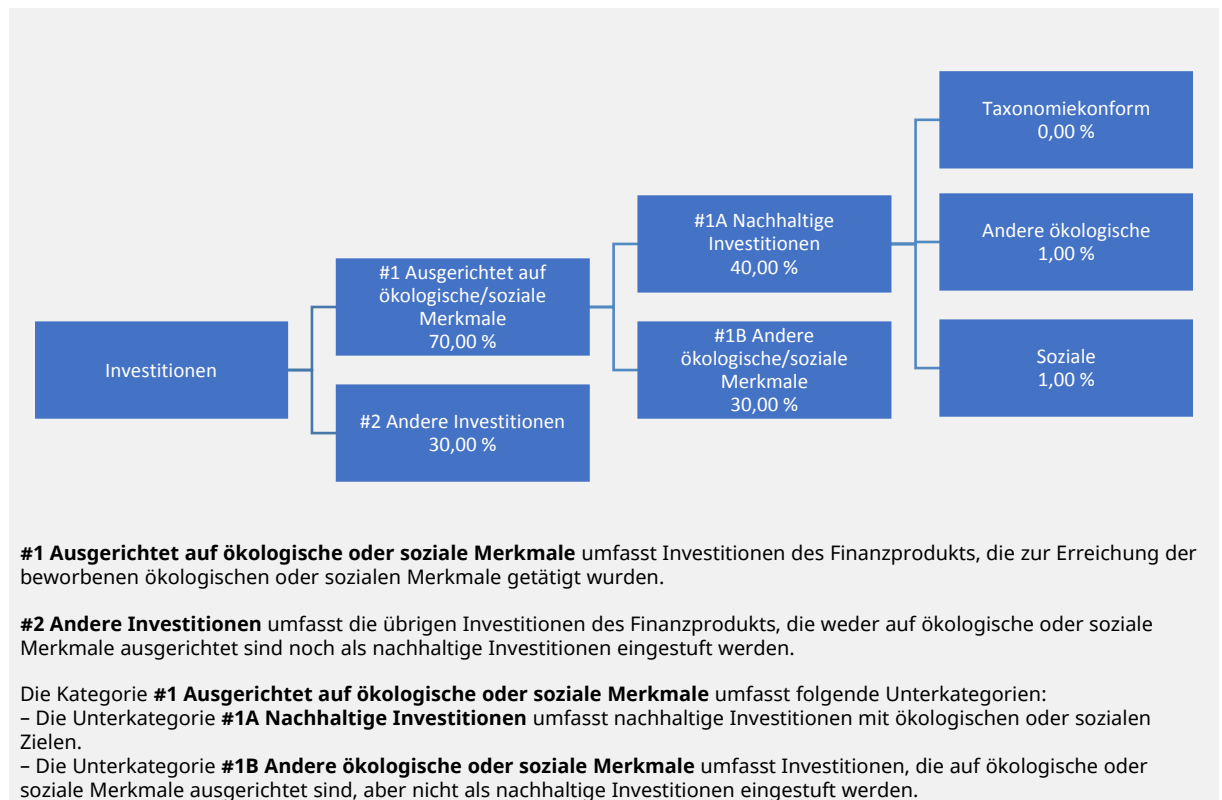 Investitionen
#1 Ausgerichtet auf
ökologische/soziale
Merkmale
70,00 %
#2 Andere Investitionen
30,00 %
#1A Nachhaltige
Investitionen
40,00 %
#1B Andere
ökologische/soziale
Merkmale
30,00 %
Taxonomiekonform
0,00 %
Andere ökologische
1,00 %
Soziale
1,00 %
#1 Ausgerichtet auf ökologische oder soziale Merkmale umfasst Investitionen des Finanzprodukts, die zur Erreichung der
beworbenen ökologischen oder sozialen Merkmale getätigt wurden.
#2 Andere Investitionen umfasst die übrigen Investitionen des Finanzprodukts, die weder auf ökologische oder soziale
Merkmale ausgerichtet sind noch als nachhaltige Investitionen eingestuft werden.
Die Kategorie #1 Ausgerichtet auf ökologische oder soziale Merkmale umfasst folgende Unterkategorien:
– Die Unterkategorie #1A Nachhaltige Investitionen umfasst nachhaltige Investitionen mit ökologischen oder sozialen
Zielen.
– Die Unterkategorie #1B Andere ökologische oder soziale Merkmale umfasst Investitionen, die auf ökologische oder
soziale Merkmale ausgerichtet sind, aber nicht als nachhaltige Investitionen eingestuft werden.